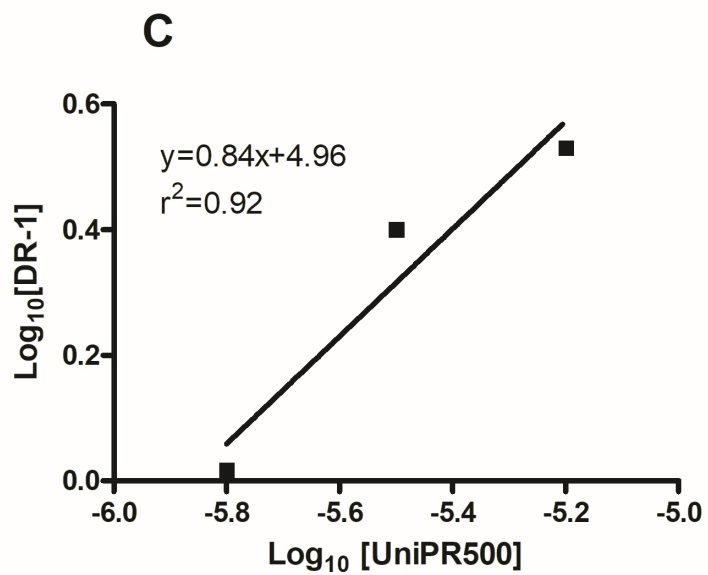 C
0.6
0.4
0.2
0.0
Log₁₀[DR-1]
y=0.84x+4.96
r²=0.92
-6.0 -5.8 -5.6 -5.4 -5.2 -5.0
Log₁₀ [UniPR500]